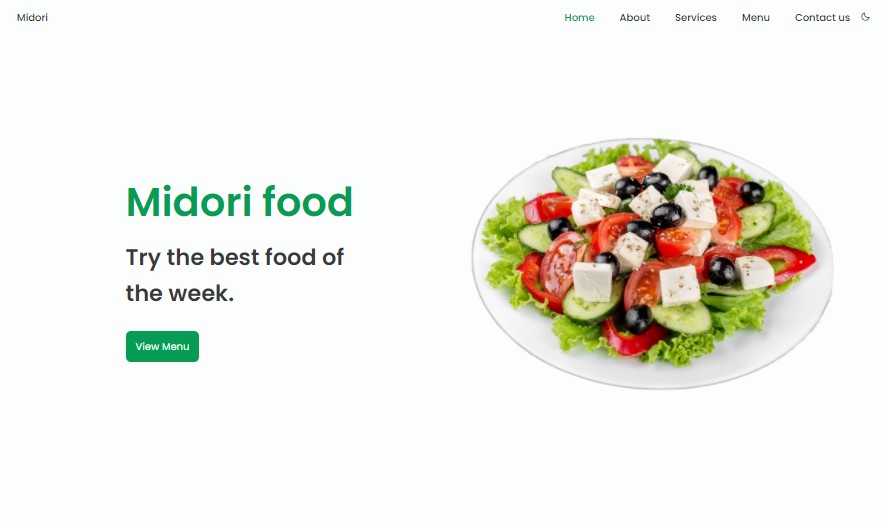 Midori
Home
About
Services
Menu
Contact us
Midori food
Try the best food of
the week.
View Menu